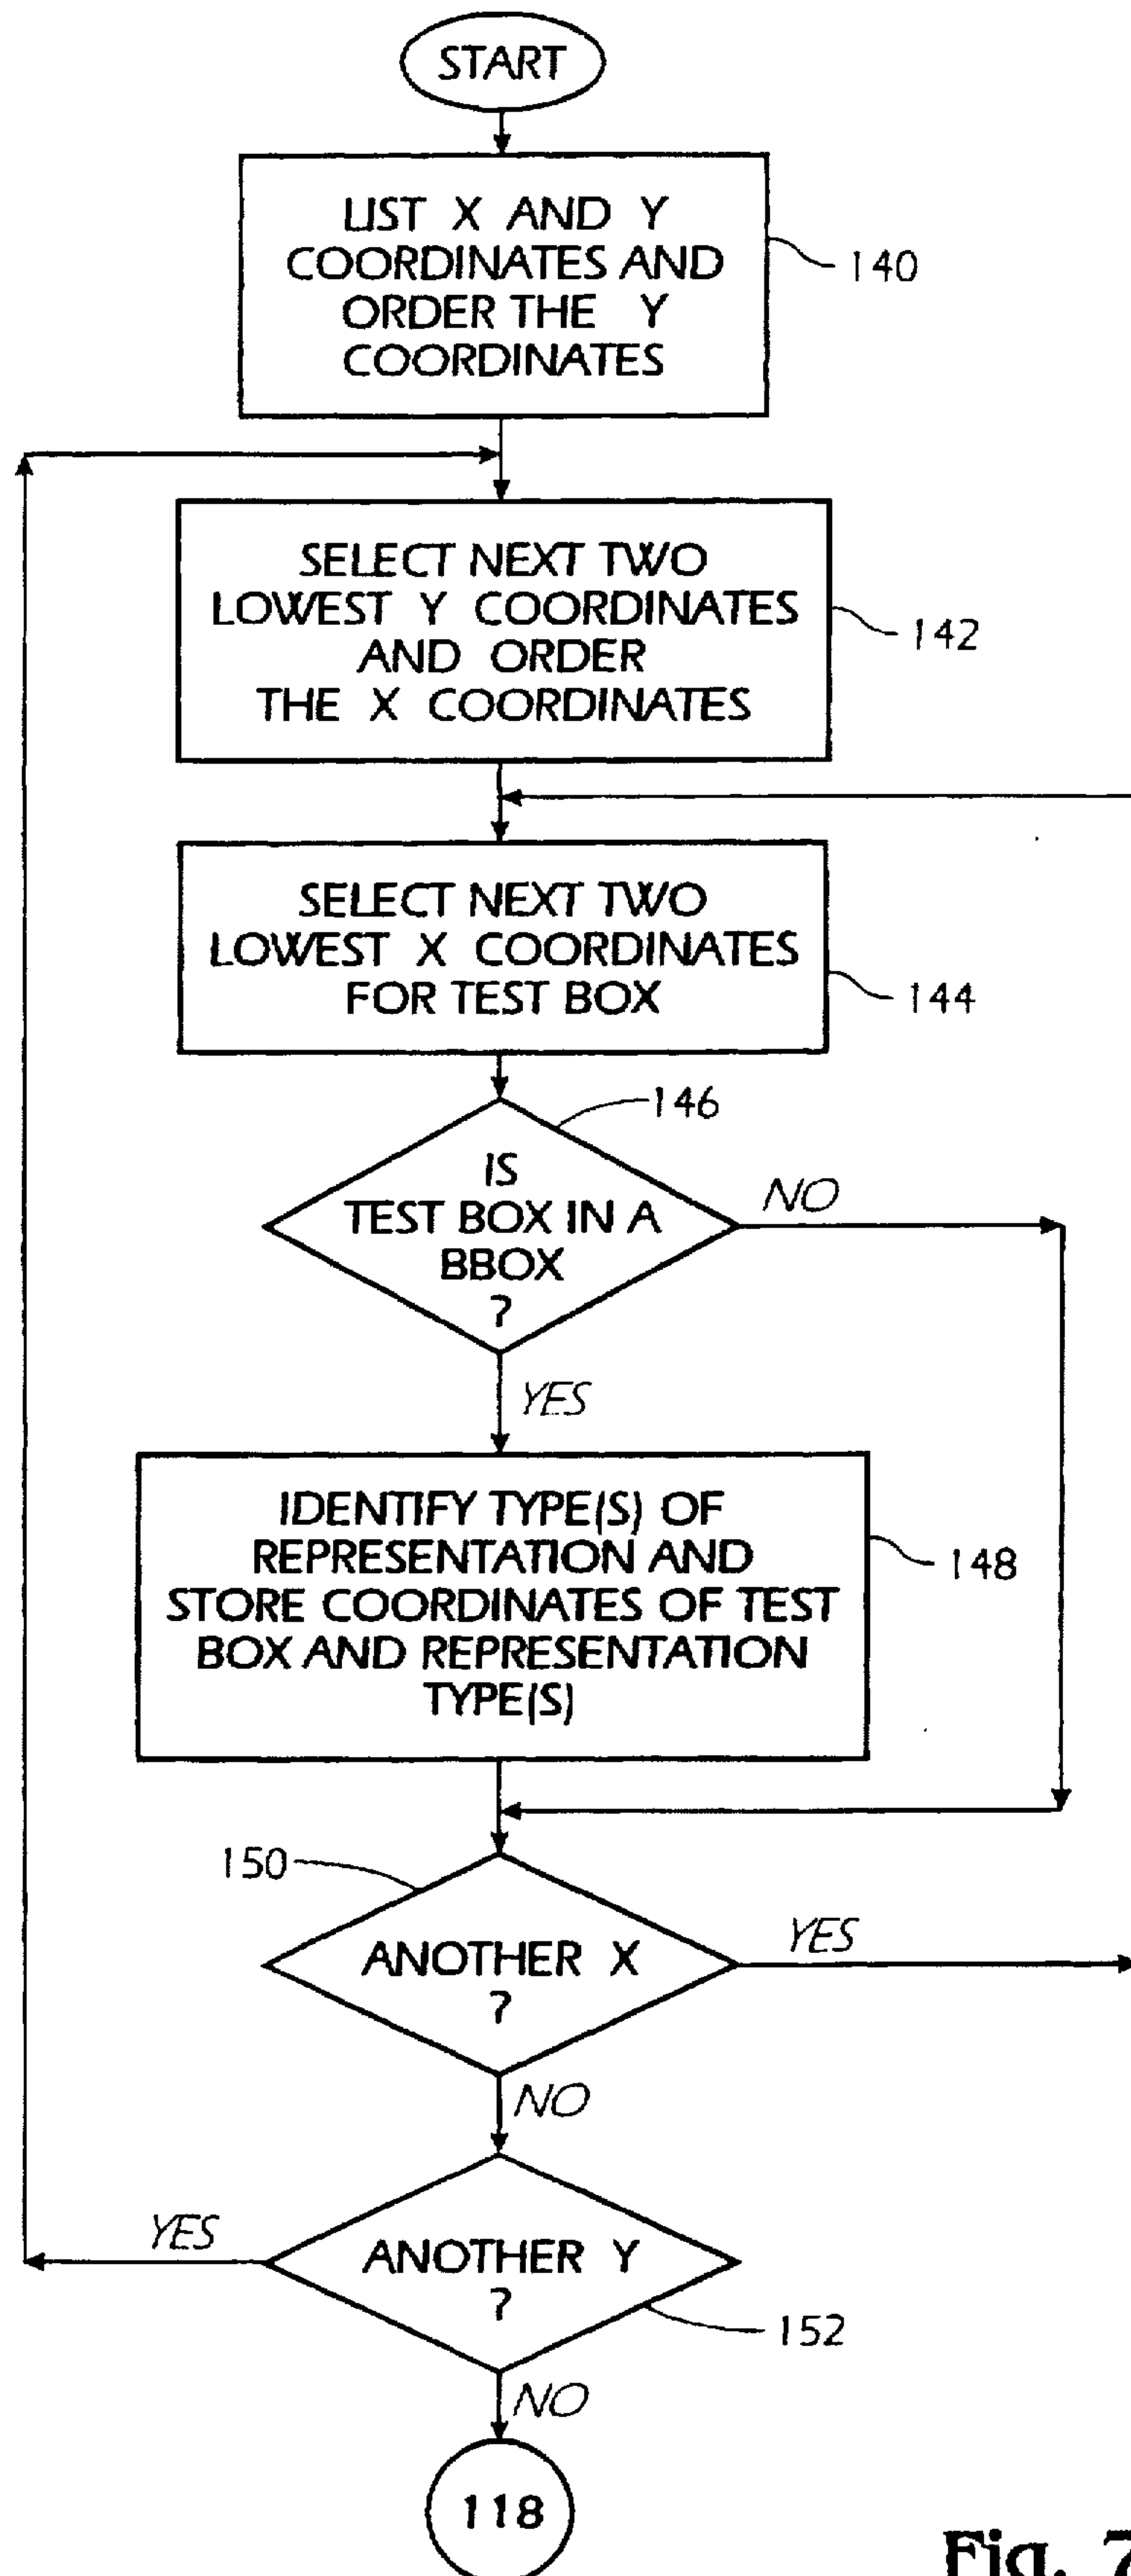 START
LIST X AND Y
COORDINATES AND
ORDER THE Y
COORDINATES
140
SELECT NEXT TWO
LOWEST Y COORDINATES
AND ORDER
THE X COORDINATES
142
SELECT NEXT TWO
LOWEST X COORDINATES
FOR TEST BOX
144
146
IS
TEST BOX IN A
BBOX
?
NO
YES
IDENTIFY TYPE(S) OF
REPRESENTATION AND
STORE COORDINATES OF TEST
BOX AND REPRESENTATION
TYPE(S)
148
150
ANOTHER X
?
YES
NO
ANOTHER Y
?
YES
152
NO
118
Fig. 7